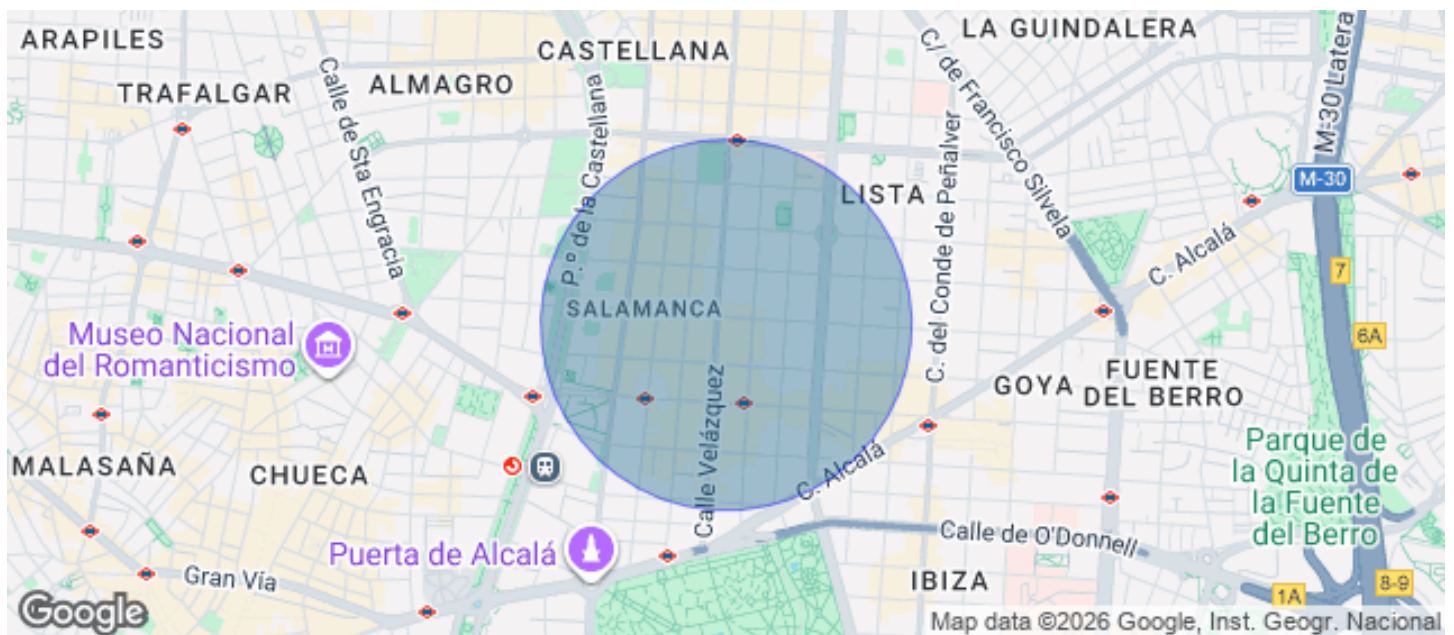 ARAPILES
TRAFALGAR
Calle de Sta Engracia
ALMAGRO
CASTELLANA
P.º de la Castellana
LA GUINDALERA
C/ de Francisco Silvela
M-30 Latera
M-30
LISTA
C. del Conde de Peñalver
C. Alcalá
7
SALAMANCA
Museo Nacional
del Romanticismo
6A
Calle Velázquez
GOYA
FUENTE
DEL BERRO
MALASAÑA
CHUECA
C. Alcalá
Parque de
la Quinta de
la Fuente
del Berro
Puerta de Alcalá
Calle de O'Donnell
Gran Vía
IBIZA
1A
8-9
Google
Map data ©2026 Google, Inst. Geogr. Nacional